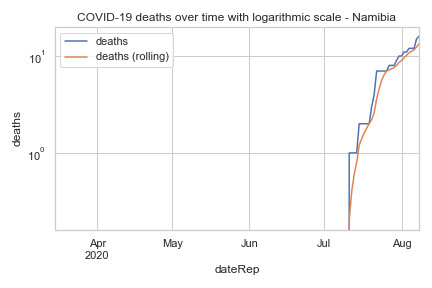 COVID-19 deaths over time with logarithmic scale - Namibia
deaths
deaths (rolling)
10¹
10⁰
deaths
Apr
2020
May
Jun
Jul
Aug
dateRep